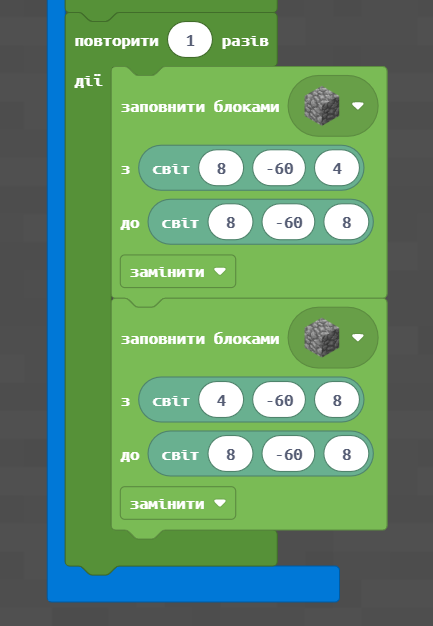 повторити 1 разів
дії
заповнити блоками
з світ 8 -60 4
до світ 8 -60 8
замінити
заповнити блоками
з світ 4 -60 8
до світ 8 -60 8
замінити